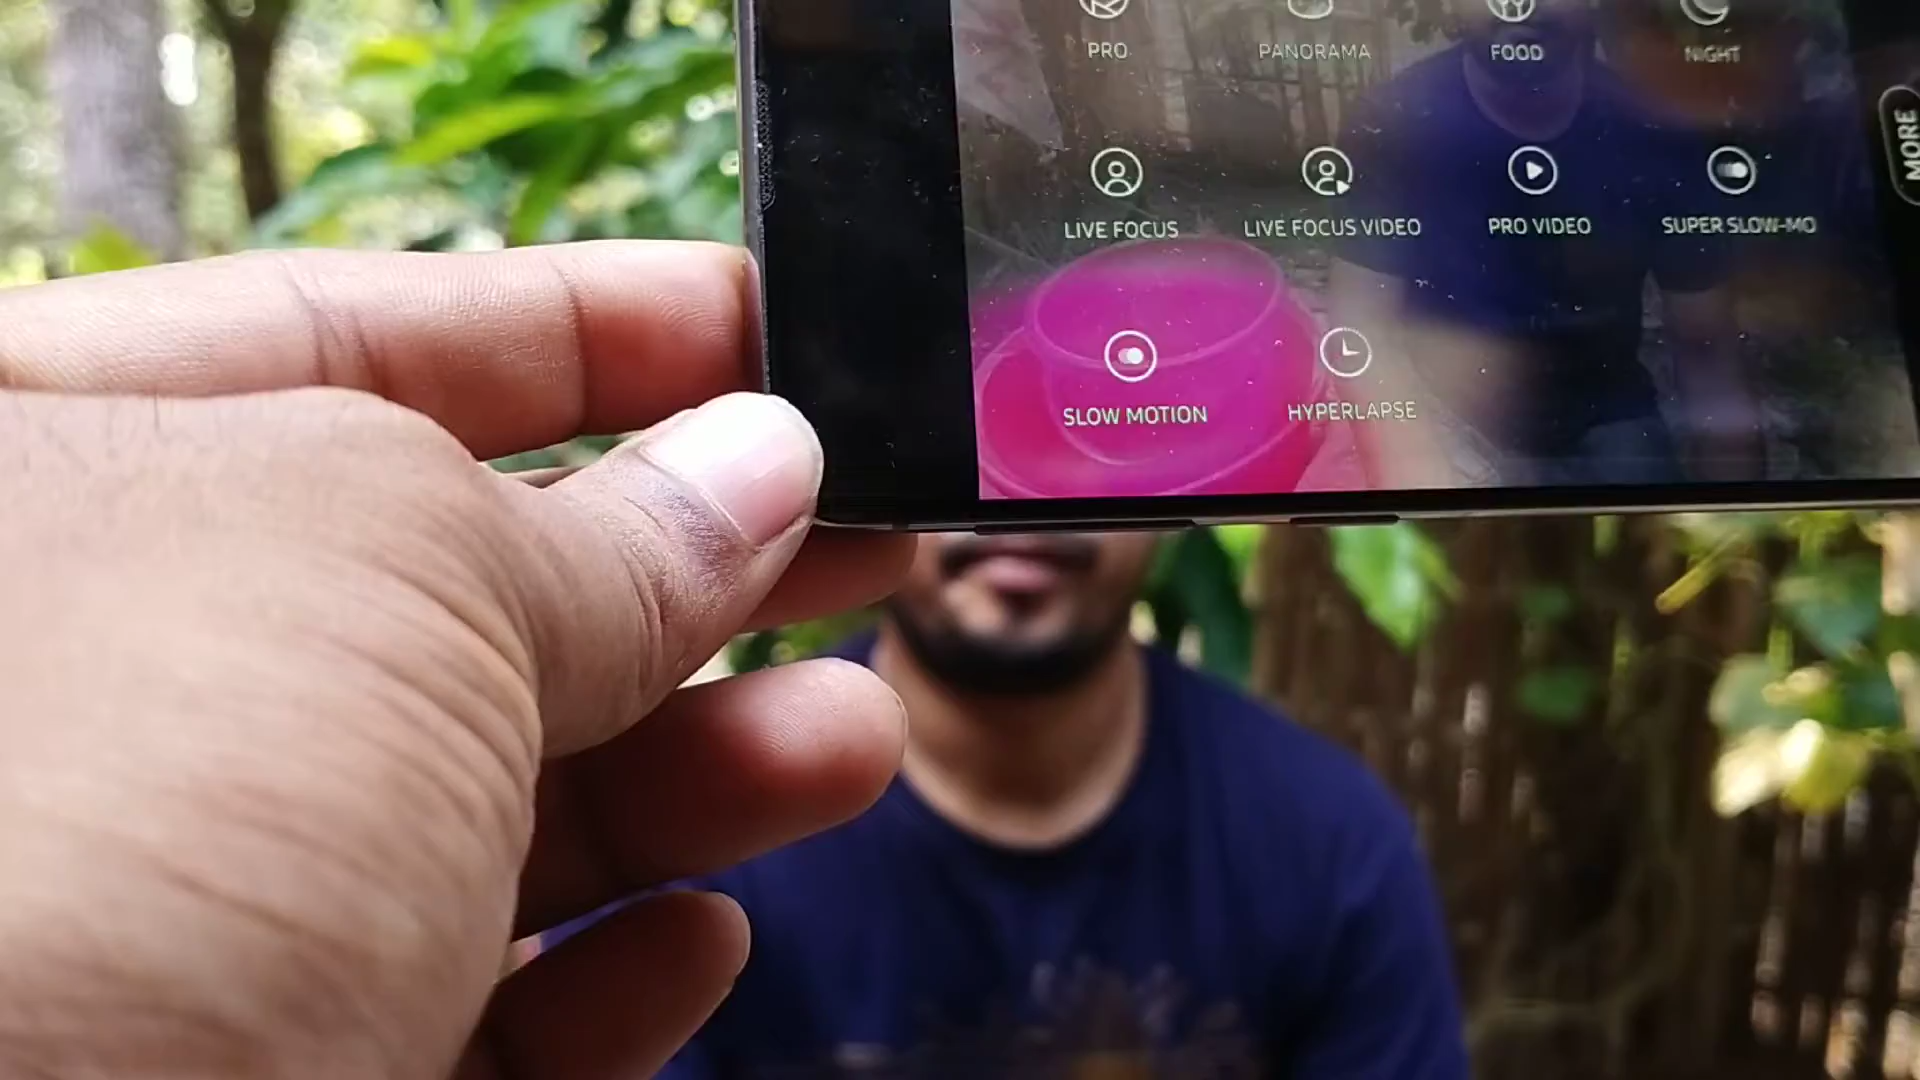 PRO
PANORAMA
FOOD
NIGHT
LIVE FOCUS
LIVE FOCUS VIDEO
PRO VIDEO
SUPER SLOW-MO
SLOW MOTION
HYPERLAPSE
MORE